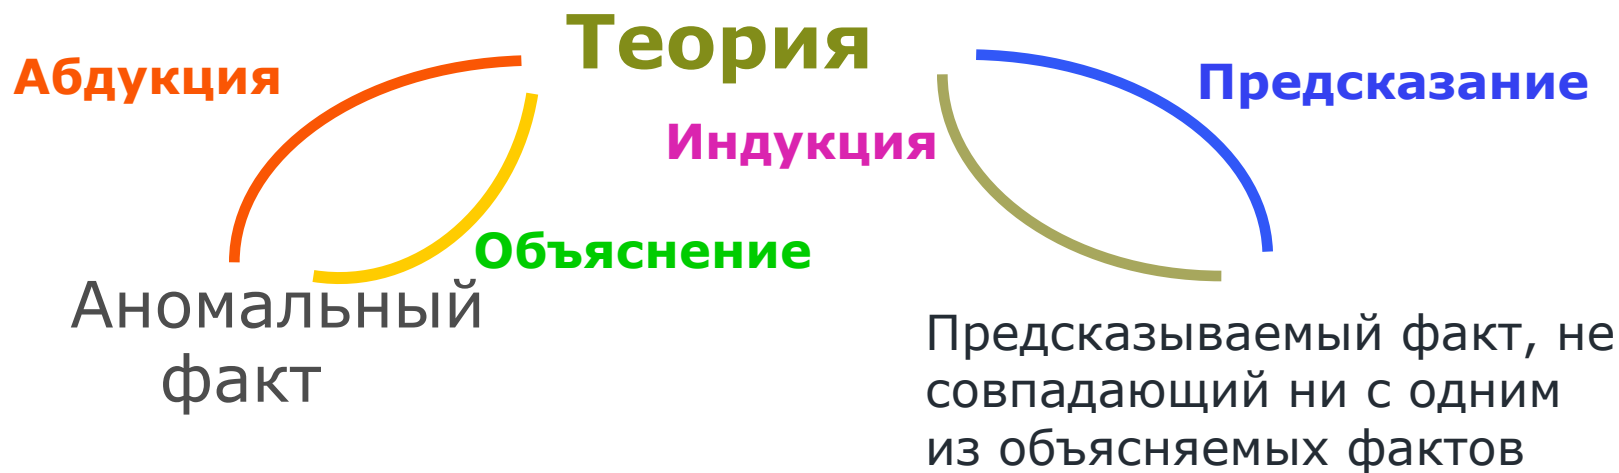 Теория
Абдукция
Предсказание
Индукция
Объяснение
Аномальный
факт
Предсказываемый факт, не
совпадающий ни с одним
из объясняемых фактов